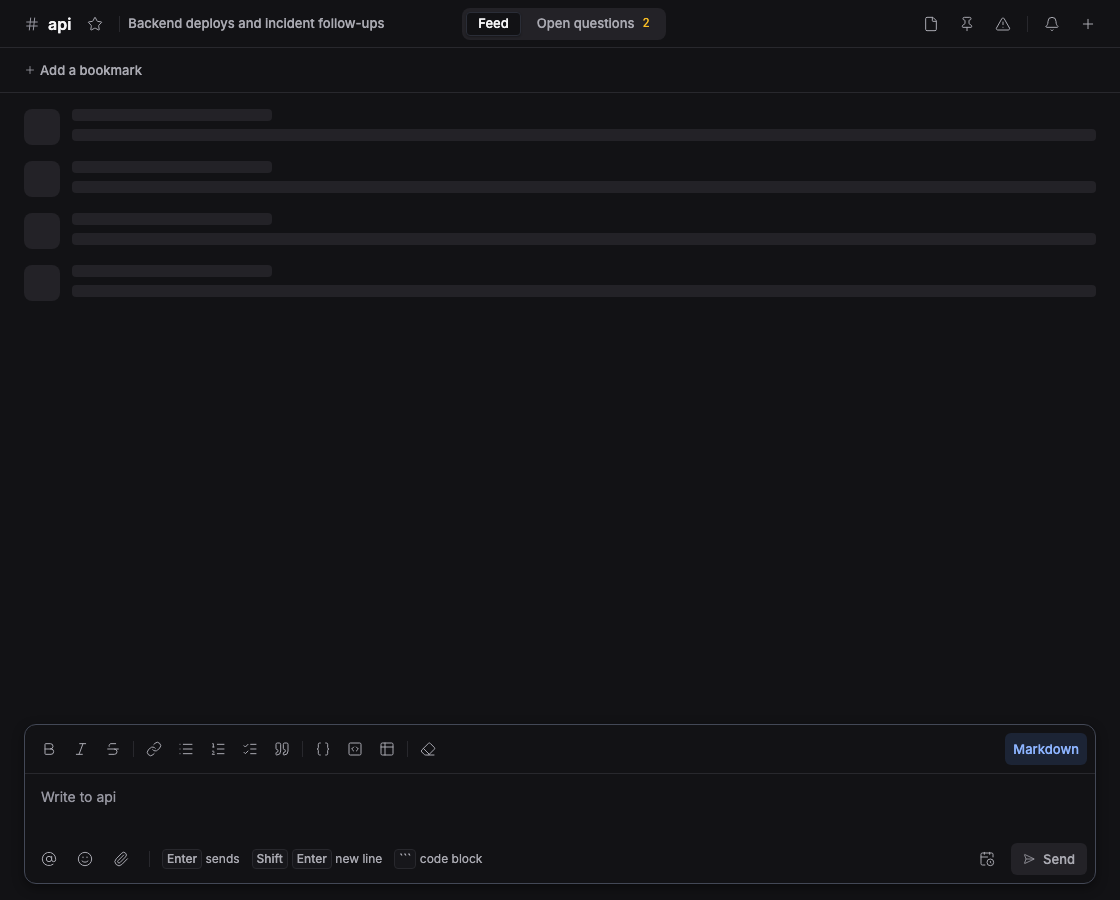 # api Backend deploys and incident follow-ups Feed Open questions 2
+ Add a bookmark
Markdown
Write to api
Enter sends Shift Enter new line ``` code block Send